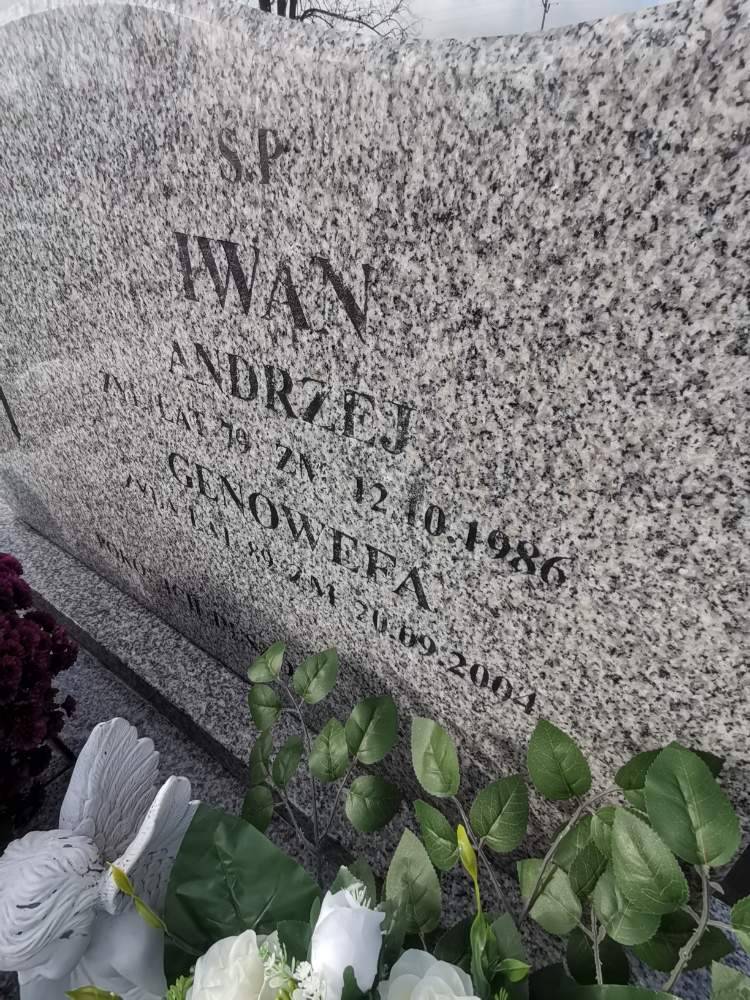 S.P
IWAN
ANDRZEJ
ŻYŁ LAT 79 ZM 12.10.1986
GENOWEFA
ŻYŁA LAT 89 ZM 20.09.2004